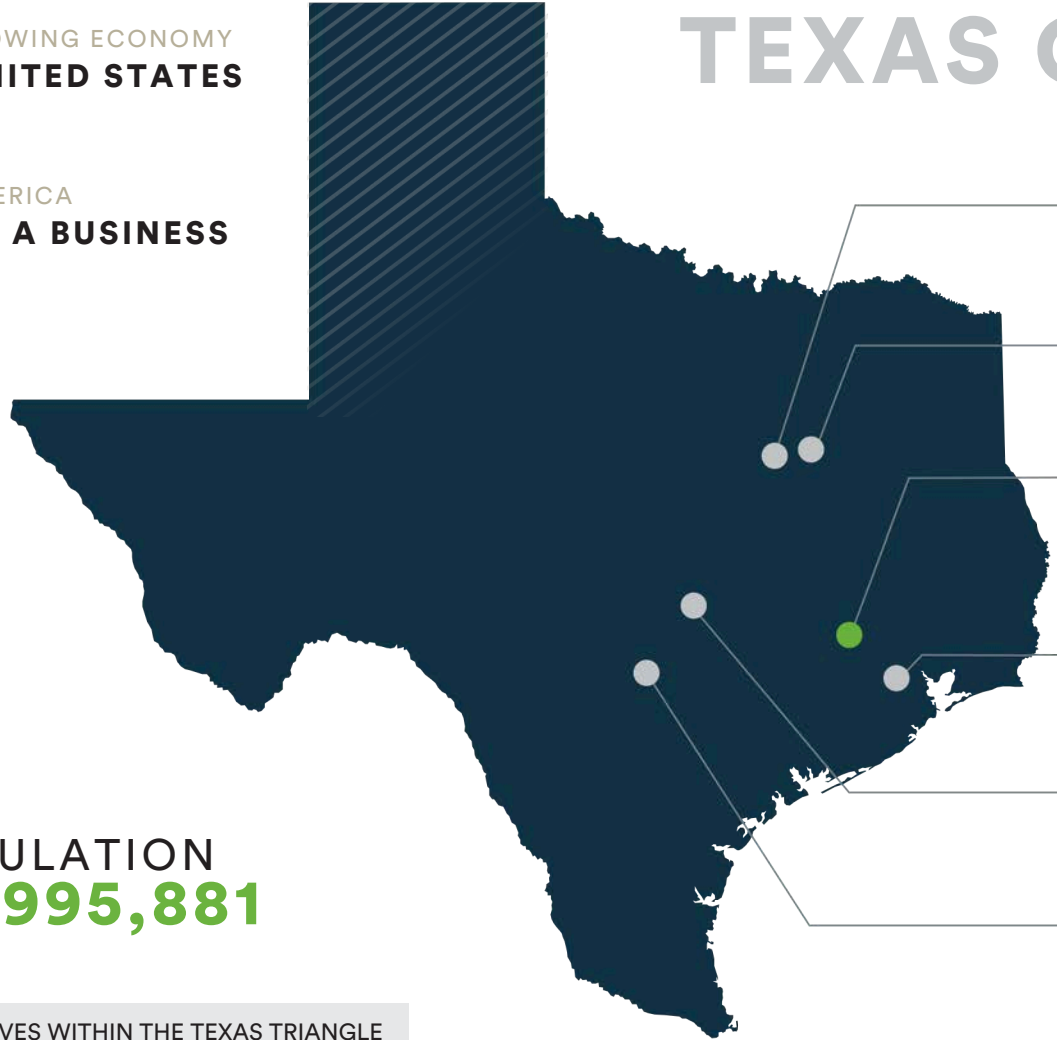 OWING ECONOMY
NITED STATES
TEXAS
ERICA
A BUSINESS
ULATION
995,881
VES WITHIN THE TEXAS TRIANGLE